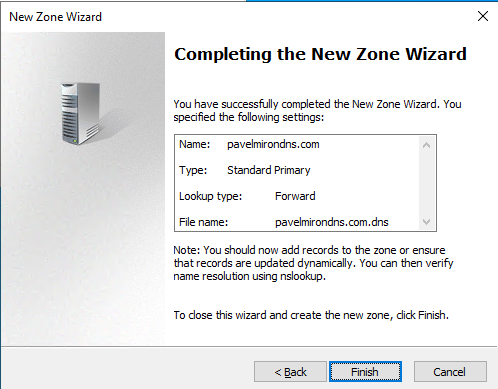 New Zone Wizard
Completing the New Zone Wizard
You have successfully completed the New Zone Wizard. You
specified the following settings:
Name: pavelmirondns.com
Type: Standard Primary
Lookup type: Forward
File name: pavelmirondns.com.dns
Note: You should now add records to the zone or ensure
that records are updated dynamically. You can then verify
name resolution using nslookup.
To close this wizard and create the new zone, click Finish.
< Back Finish Cancel